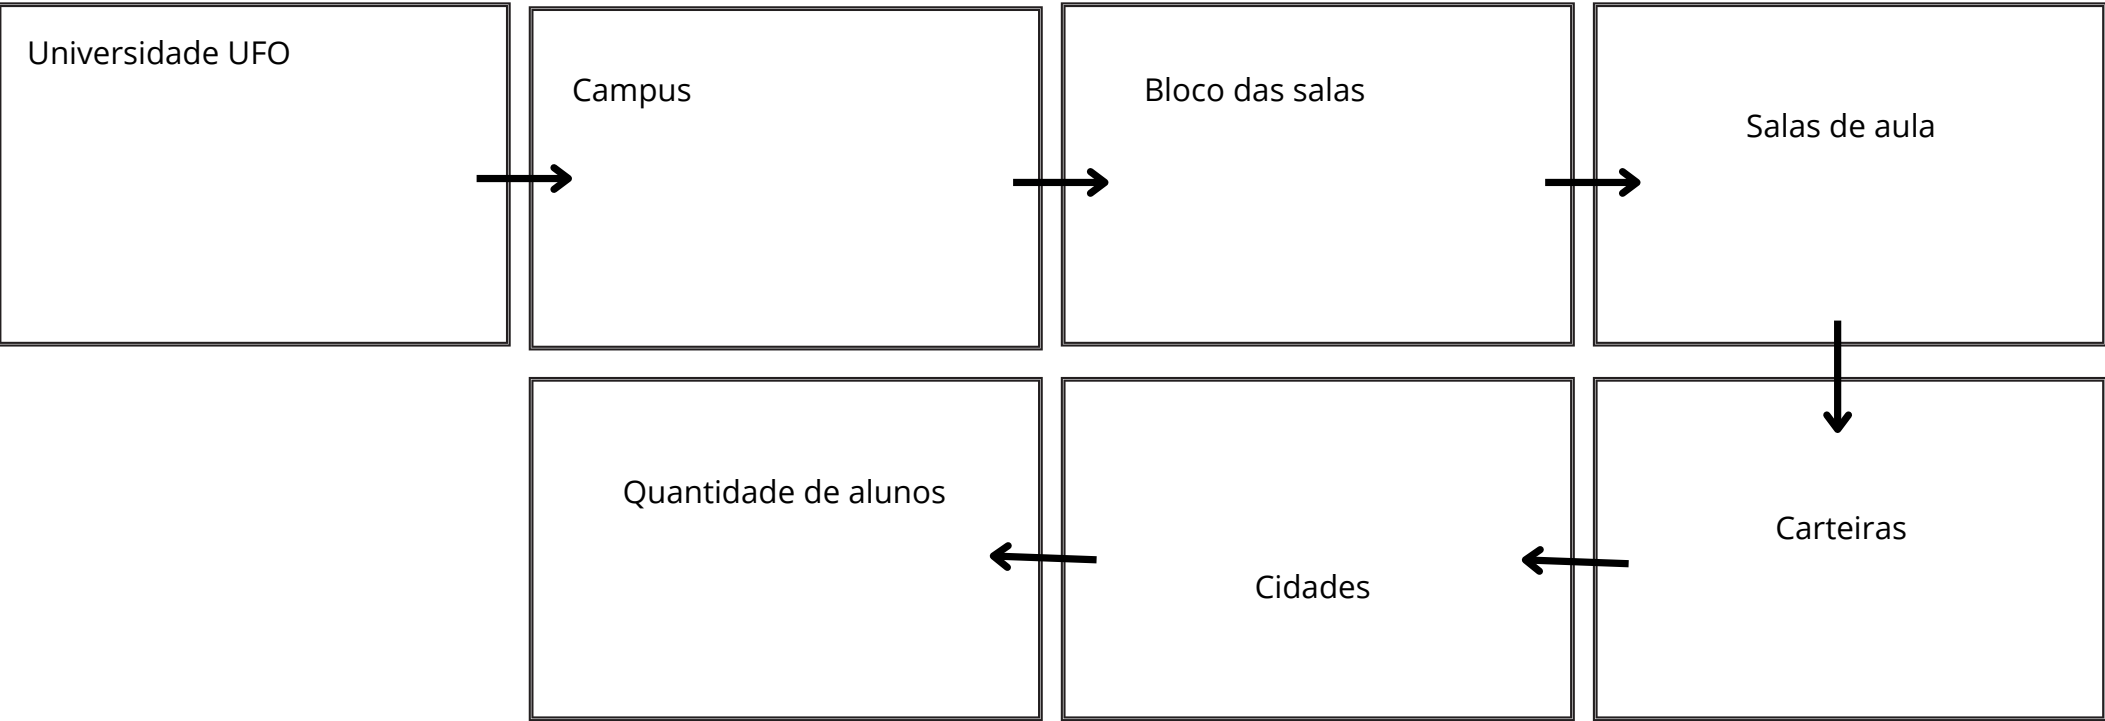 Universidade UFO
Campus
Bloco das salas
Salas de aula
Carteiras
Cidades
Quantidade de alunos